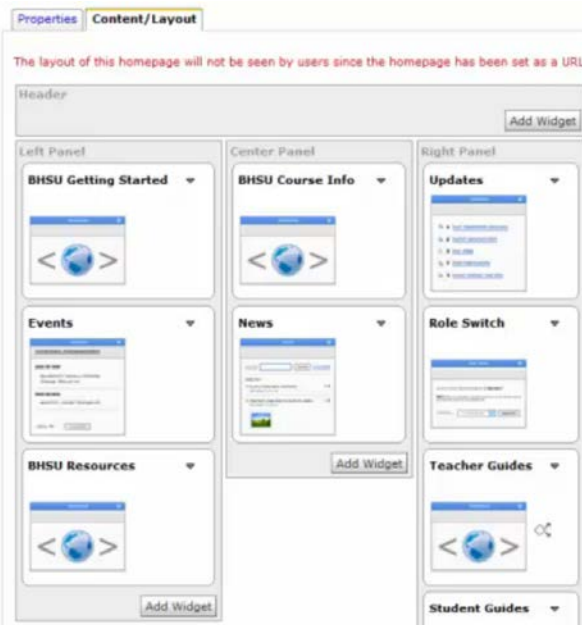 Properties
Content/Layout
The layout of this homepage will not be seen by users since the homepage has been set as a URL
Header
Add Widget
Left Panel
BHSU Getting Started
Events
BHSU Resources
Add Widget
Center Panel
BHSU Course Info
News
Add Widget
Right Panel
Updates
Role Switch
Teacher Guides
Student Guides